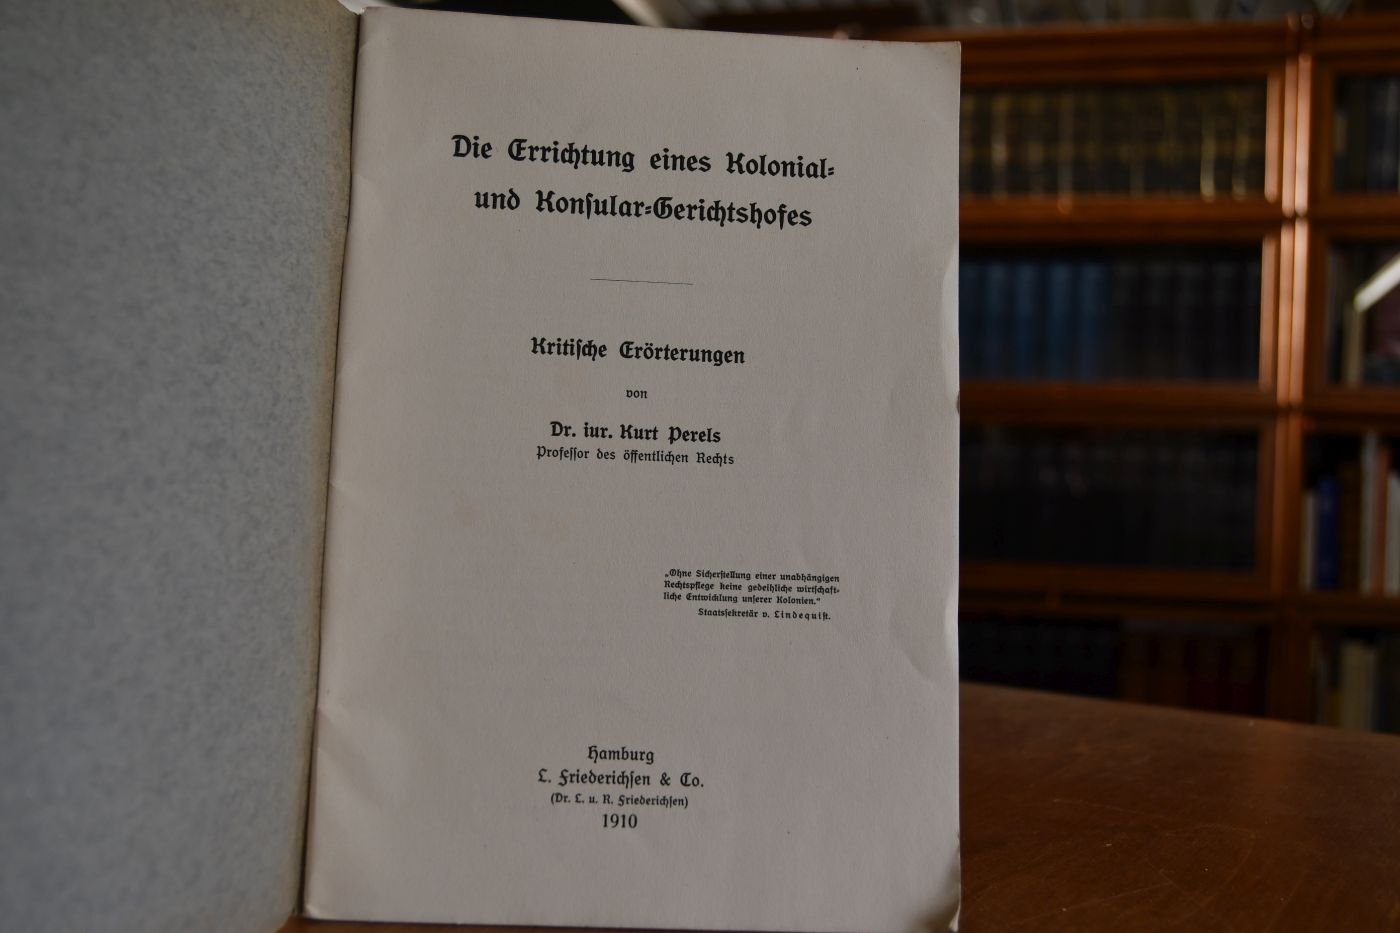 Die Errichtung eines Kolonial-
und Konſular-Gerichtshofes
Kritiſche Erörterungen
von
Dr. iur. Kurt Perels
Profeſſor des öffentlichen Rechts
„Ohne Sicherſtellung einer unabhängigen
Rechtspflege keine gedeihliche wirtſchaft-
liche Entwicklung unſerer Kolonien.“
Staatsſekretär v. Lindequiſt.
Hamburg
L. Friederichſen & Co.
(Dr. L. u. R. Friederichſen)
1910